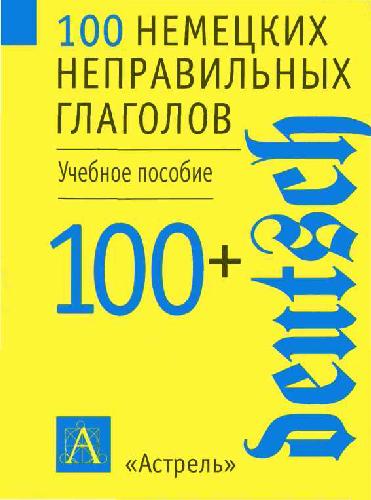 100 НЕМЕЦКИХ
НЕПРАВИЛЬНЫХ
ГЛАГОЛОВ
Учебное пособие
100+
deutsch
А
«Астрель»